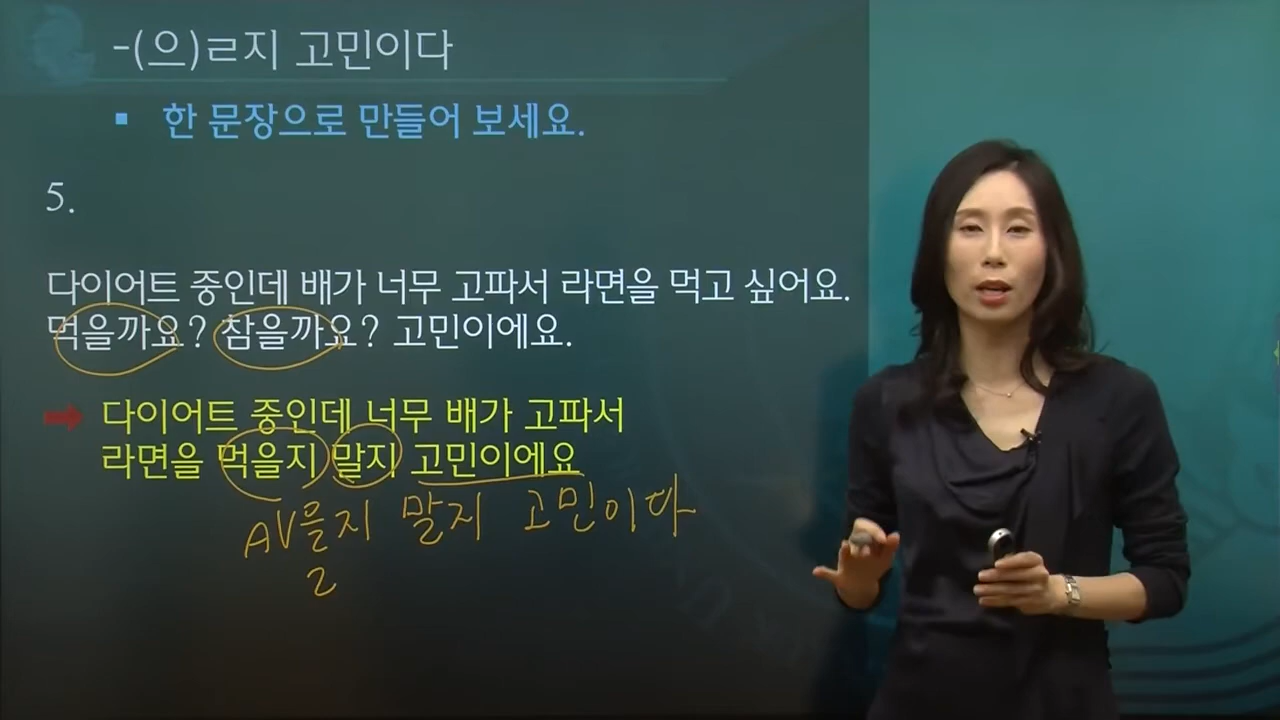 -(으)ㄹ지 고민이다
▪ 한 문장으로 만들어 보세요.
5.
다이어트 중인데 배가 너무 고파서 라면을 먹고 싶어요.
먹을까요? 참을까요? 고민이에요.
➡ 다이어트 중인데 너무 배가 고파서
라면을 먹을지 말지 고민이에요
AV을지 말지 고민이다
ㄹ